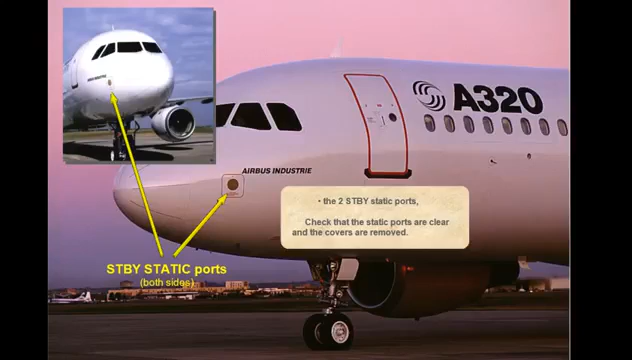 A320
AIRBUS INDUSTRIE
• the 2 STBY static ports,
Check that the static ports are clear
and the covers are removed.
STBY STATIC ports
(both sides)